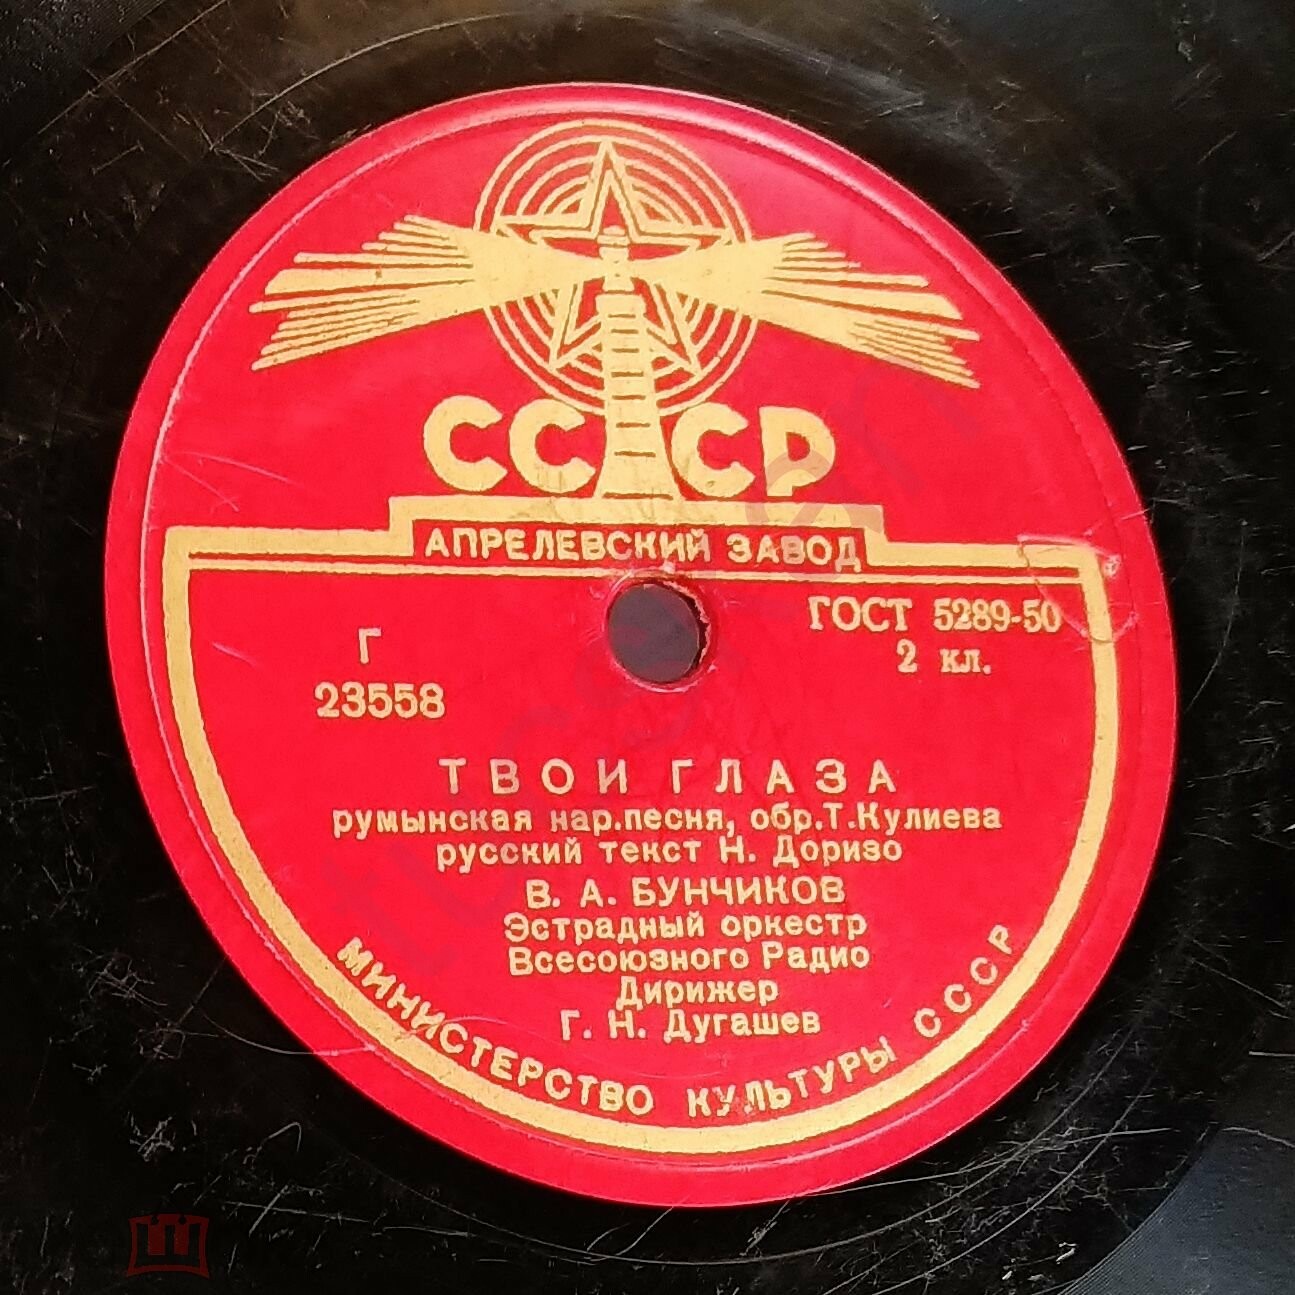 СССР
АПРЕЛЕВСКИЙ ЗАВОД
ГОСТ 5289-50
2 кл.
Г
23558
ТВОИ ГЛАЗА
румынская нар.песня, обр.Т.Кулиева
русский текст Н. Доризо
В. А. БУНЧИКОВ
Эстрадный оркестр
Всесоюзного Радио
Дирижер
Г. Н. Дугашев
МИНИСТЕРСТВО КУЛЬТУРЫ СССР